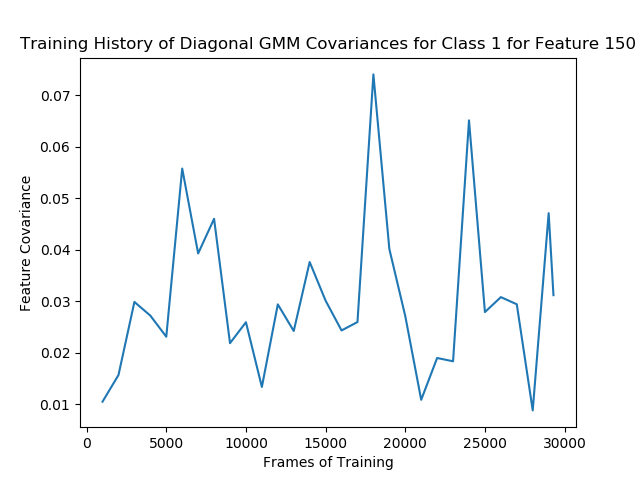 Training History of Diagonal GMM Covariances for Class 1 for Feature 150
0.07
0.06
0.05
0.04
0.03
0.02
0.01
Feature Covariance
0 5000 10000 15000 20000 25000 30000
Frames of Training